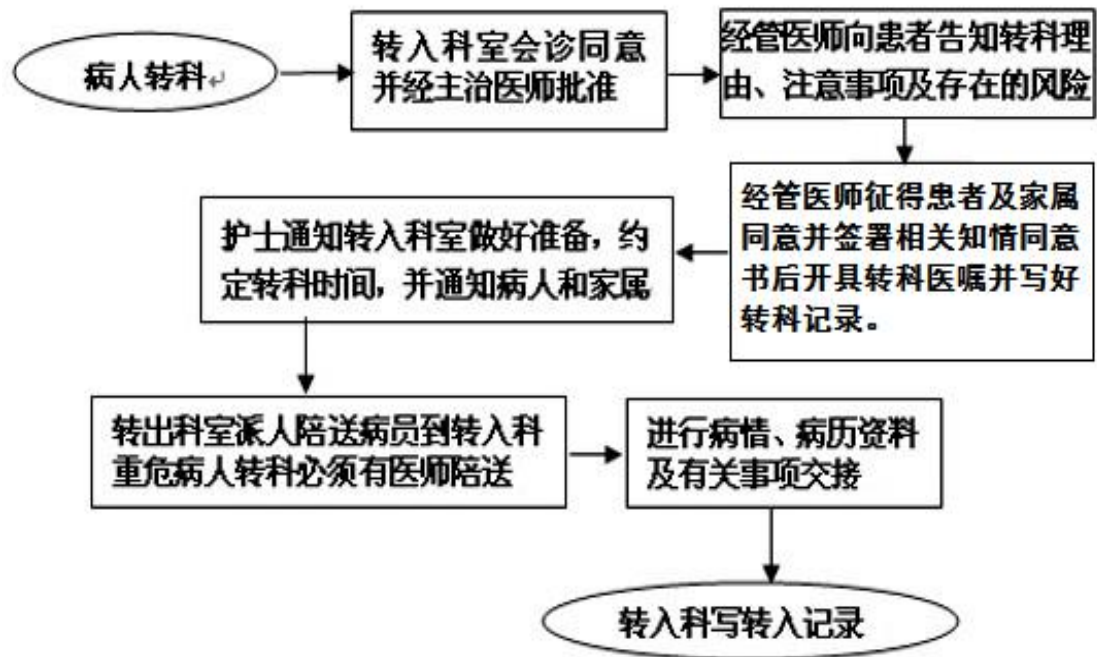 病人转科
转入科室会诊同意
并经主治医师批准
经管医师向患者告知转科理
由、注意事项及存在的风险
经管医师征得患者及家属
同意并签署相关知情同意
书后开具转科医嘱并写好
转科记录。
护士通知转入科室做好准备，约
定转科时间，并通知病人和家属
转出科室派人陪送病员到转入科
重危病人转科必须有医师陪送
进行病情、病历资料
及有关事项交接
转入科写转入记录